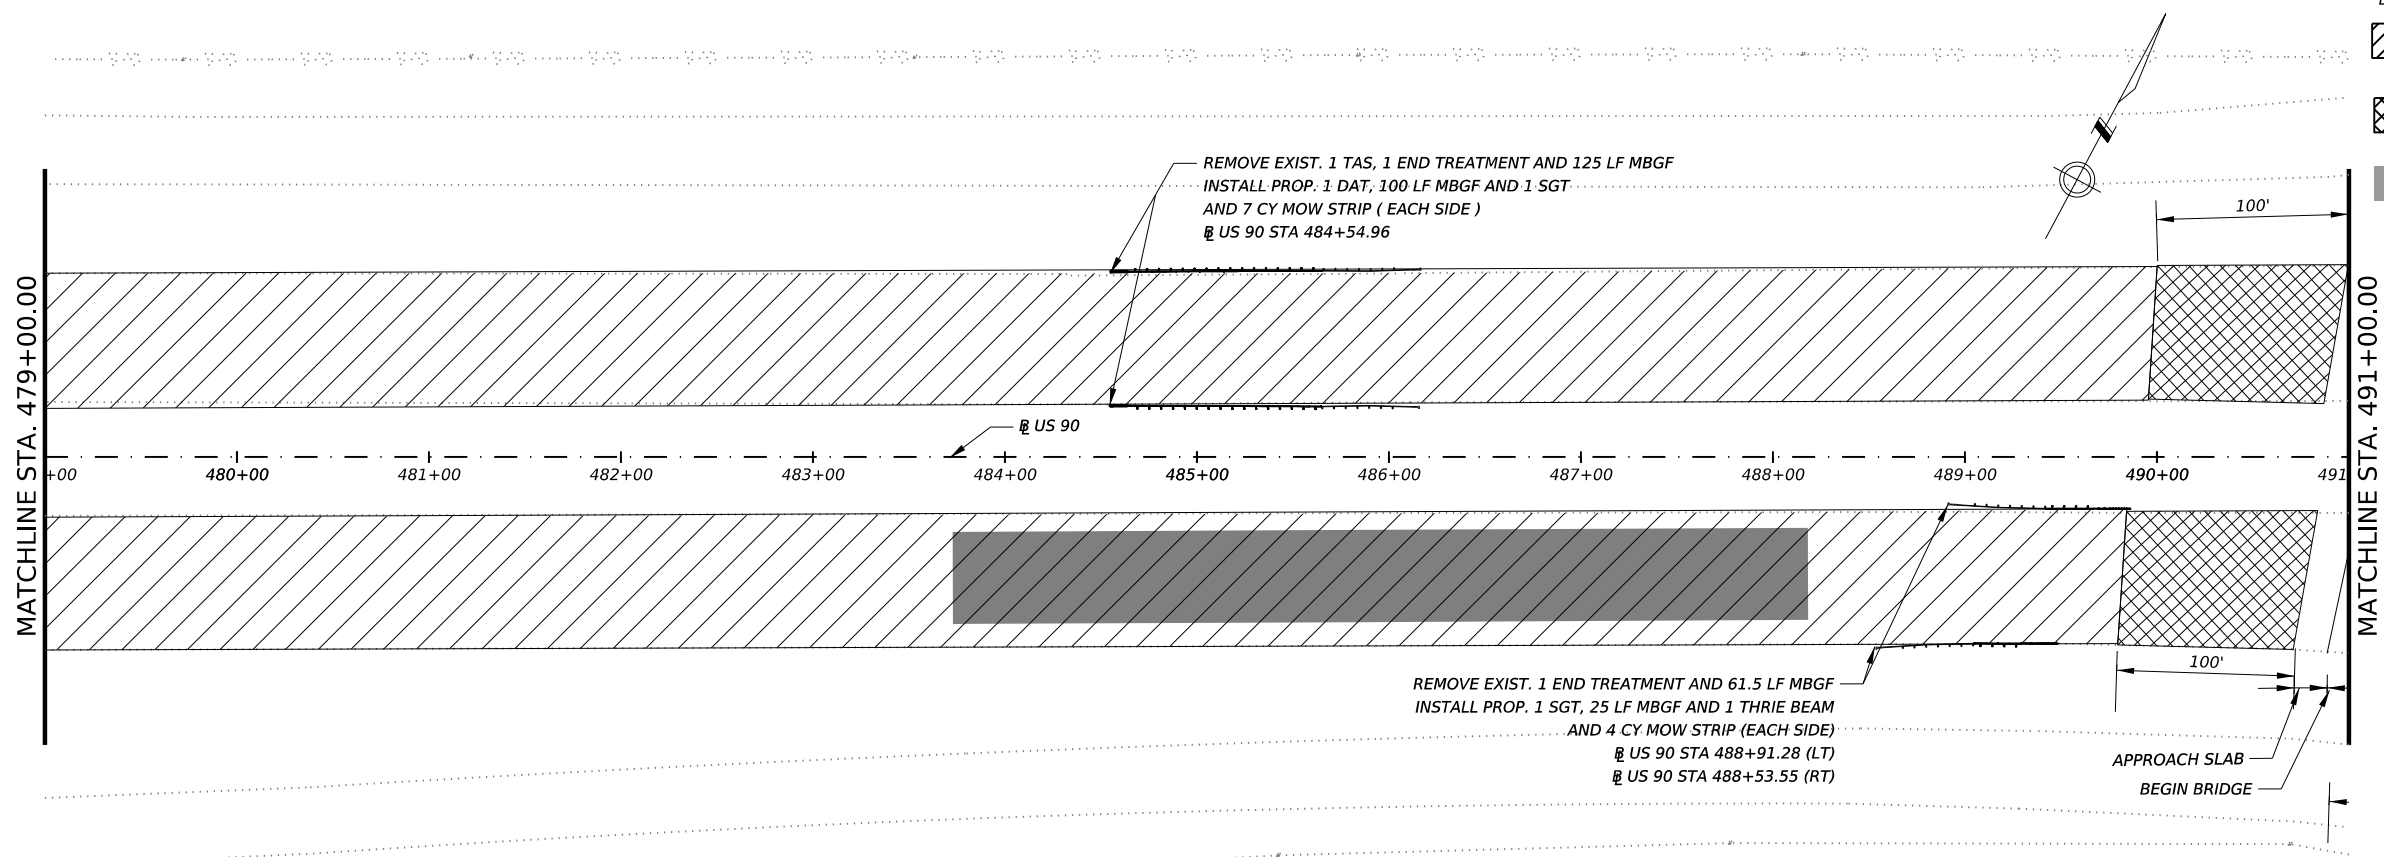 REMOVE EXIST. 1 TAS, 1 END TREATMENT AND 125 LF MBGF
INSTALL PROP. 1 DAT, 100 LF MBGF AND 1 SGT
AND 7 CY MOW STRIP ( EACH SIDE )
℄ US 90 STA 484+54.96
100'
MATCHLINE STA. 479+00.00
MATCHLINE STA. 491+00.00
℄ US 90
+00
480+00
481+00
482+00
483+00
484+00
485+00
486+00
487+00
488+00
489+00
490+00
491
100'
REMOVE EXIST. 1 END TREATMENT AND 61.5 LF MBGF
INSTALL PROP. 1 SGT, 25 LF MBGF AND 1 THRIE BEAM
AND 4 CY MOW STRIP (EACH SIDE)
℄ US 90 STA 488+91.28 (LT)
℄ US 90 STA 488+53.55 (RT)
APPROACH SLAB
BEGIN BRIDGE